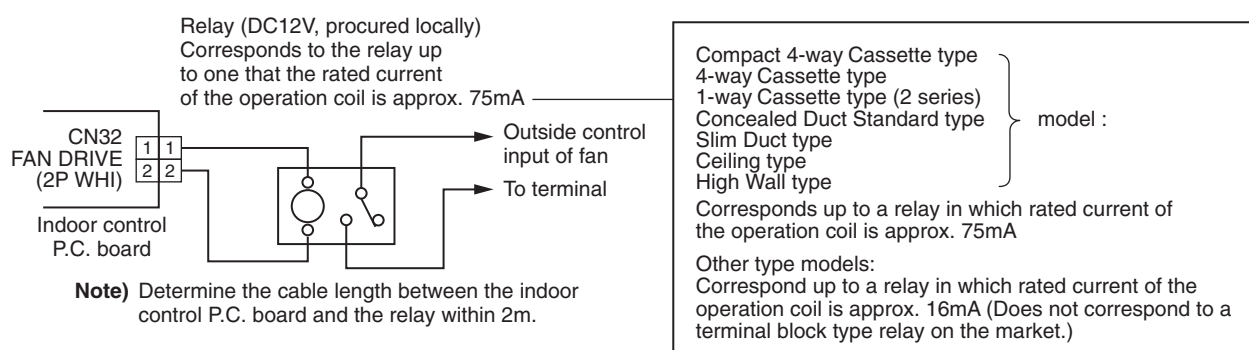 Relay (DC12V, procured locally)
Corresponds to the relay up
to one that the rated current
of the operation coil is approx. 75mA
CN32
FAN DRIVE
(2P WHI)
1 1
2 2
Indoor control
P.C. board
Outside control
input of fan
To terminal
Note) Determine the cable length between the indoor
control P.C. board and the relay within 2m.
Compact 4-way Cassette type
4-way Cassette type
1-way Cassette type (2 series)
Concealed Duct Standard type
Slim Duct type
Ceiling type
High Wall type
model :
Corresponds up to a relay in which rated current of
the operation coil is approx. 75mA
Other type models:
Correspond up to a relay in which rated current of the
operation coil is approx. 16mA (Does not correspond to a
terminal block type relay on the market.)